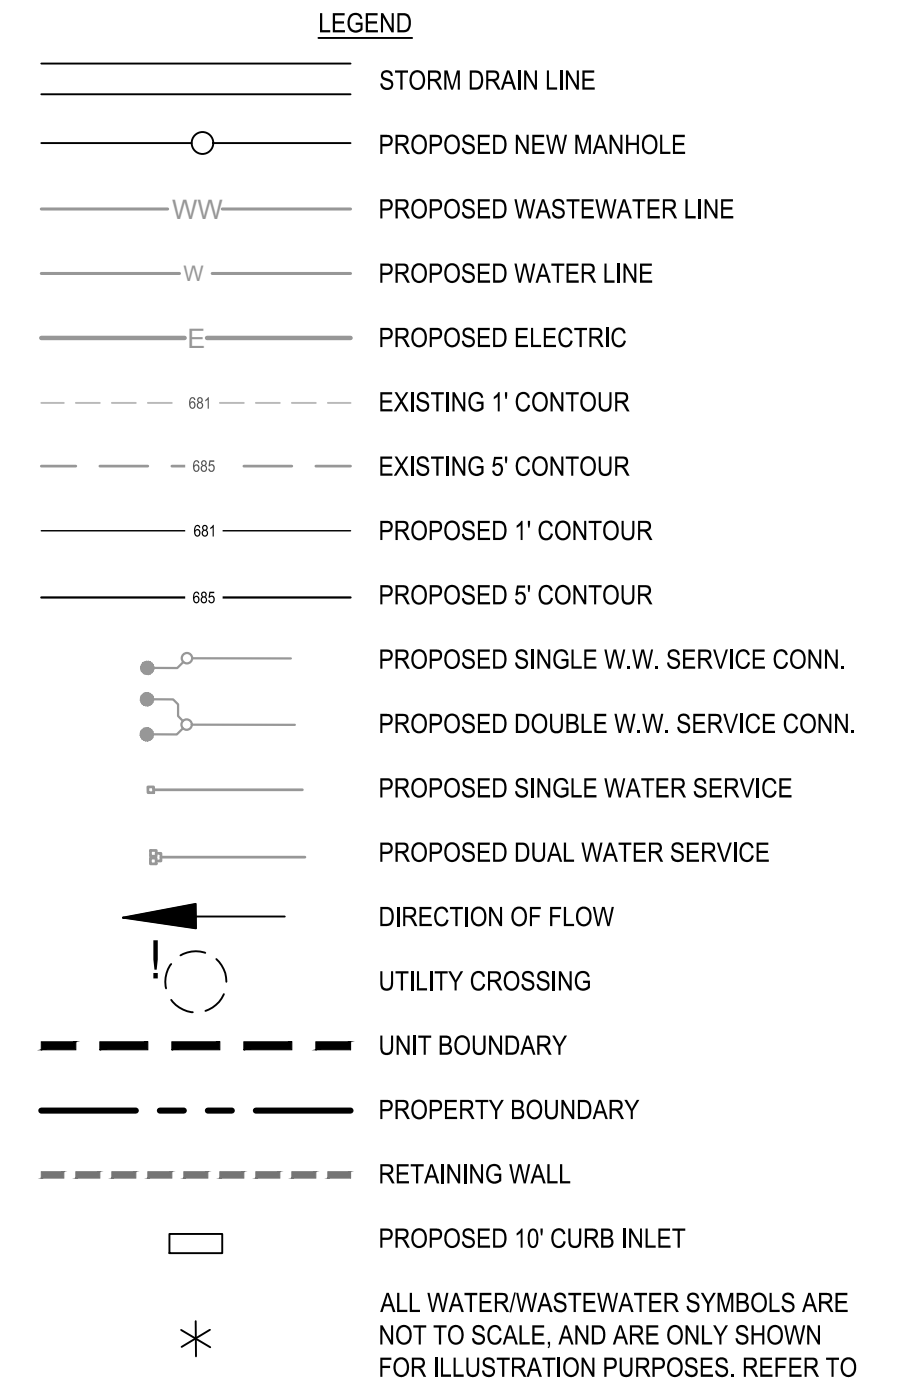 LEGEND
STORM DRAIN LINE
PROPOSED NEW MANHOLE
WW PROPOSED WASTEWATER LINE
W PROPOSED WATER LINE
E PROPOSED ELECTRIC
681 EXISTING 1' CONTOUR
685 EXISTING 5' CONTOUR
681 PROPOSED 1' CONTOUR
685 PROPOSED 5' CONTOUR
PROPOSED SINGLE W.W. SERVICE CONN.
PROPOSED DOUBLE W.W. SERVICE CONN.
PROPOSED SINGLE WATER SERVICE
PROPOSED DUAL WATER SERVICE
DIRECTION OF FLOW
! UTILITY CROSSING
UNIT BOUNDARY
PROPERTY BOUNDARY
RETAINING WALL
PROPOSED 10' CURB INLET
ALL WATER/WASTEWATER SYMBOLS ARE
NOT TO SCALE, AND ARE ONLY SHOWN
FOR ILLUSTRATION PURPOSES. REFER TO